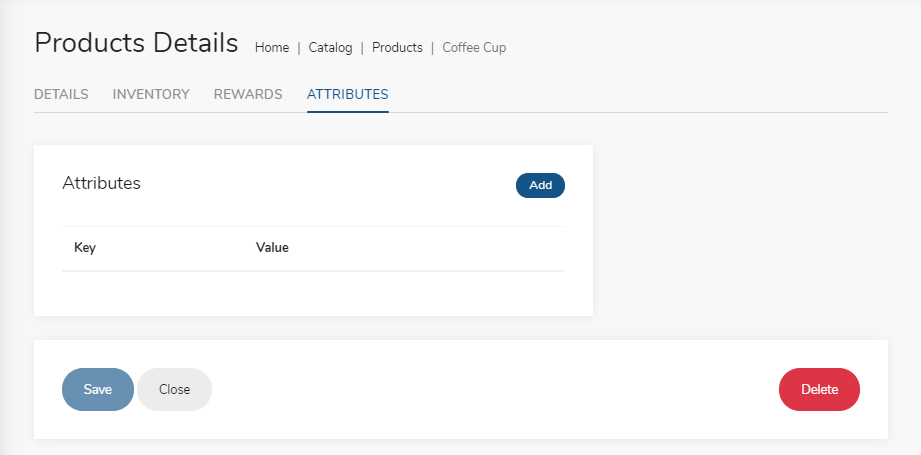 Products Details Home | Catalog | Products | Coffee Cup
DETAILS INVENTORY REWARDS ATTRIBUTES
Attributes Add
Key Value
Save Close Delete